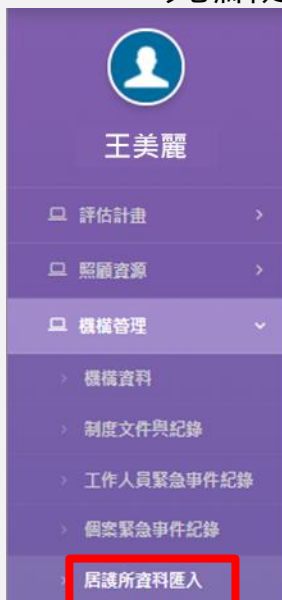 王美麗
評估計畫
照顧資源
機構管理
機構資料
制度文件與紀錄
工作人員緊急事件紀錄
個案緊急事件紀錄
居護所資料匯入